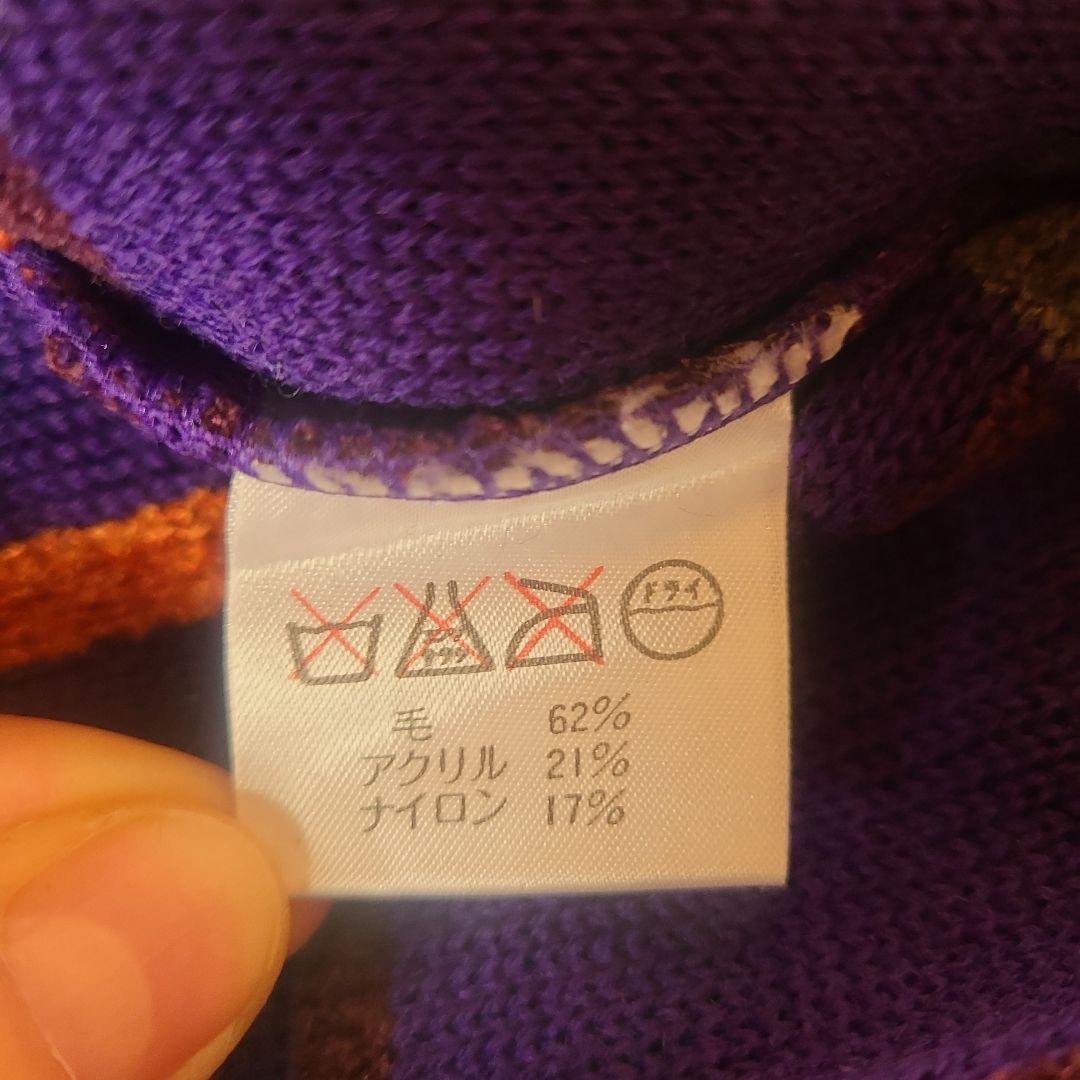 ドライ
毛 62%
アクリル 21%
ナイロン 17%